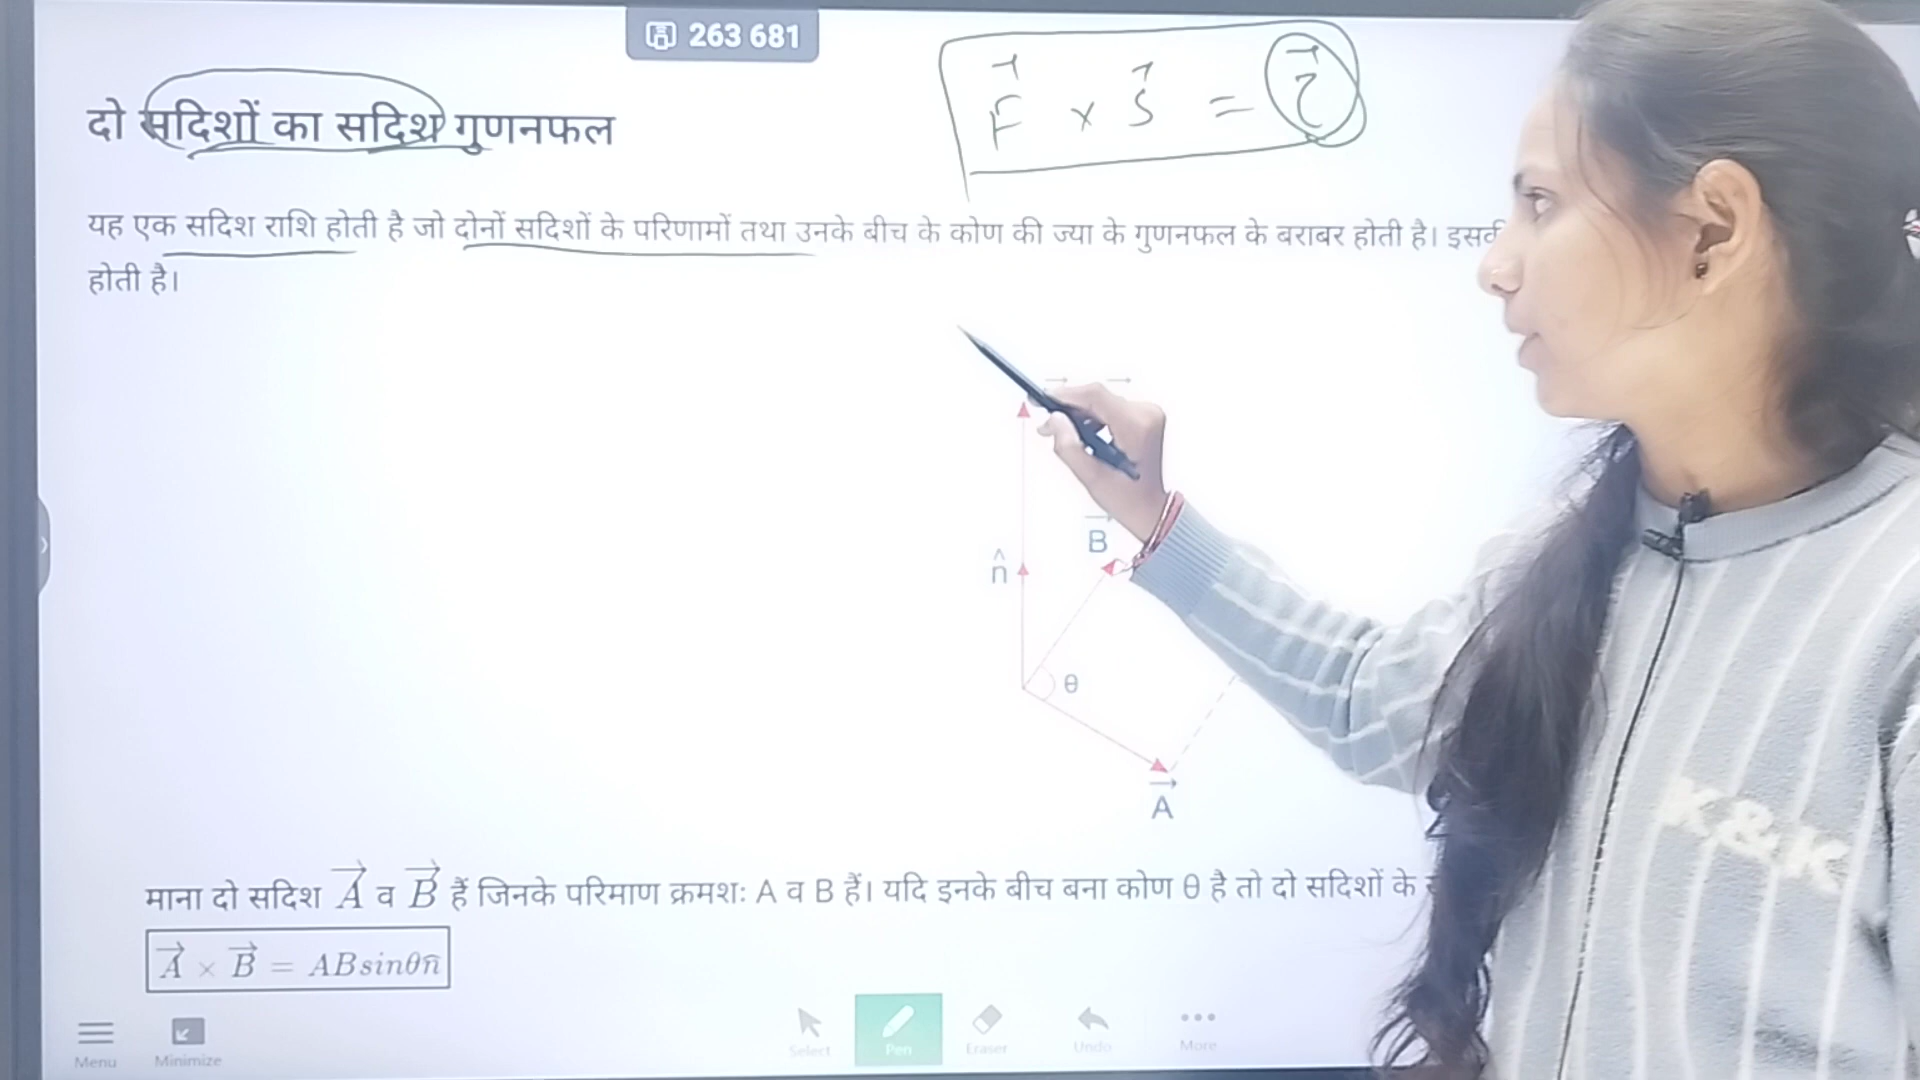 263 681
F⃗ × S⃗ = τ⃗
दो सदिशों का सदिश गुणनफल
यह एक सदिश राशि होती है जो दोनों सदिशों के परिणामों तथा उनके बीच के कोण की ज्या के गुणनफल के बराबर होती है।
होती है।
B⃗
n̂
θ
A⃗
माना दो सदिश A⃗ व B⃗ हैं जिनके परिमाण क्रमशः A व B हैं। यदि इनके बीच बना कोण θ है तो दो सदिशों के
A⃗ × B⃗ = ABsinθn̂
Menu Minimize Select Pen Eraser Undo More
K&K